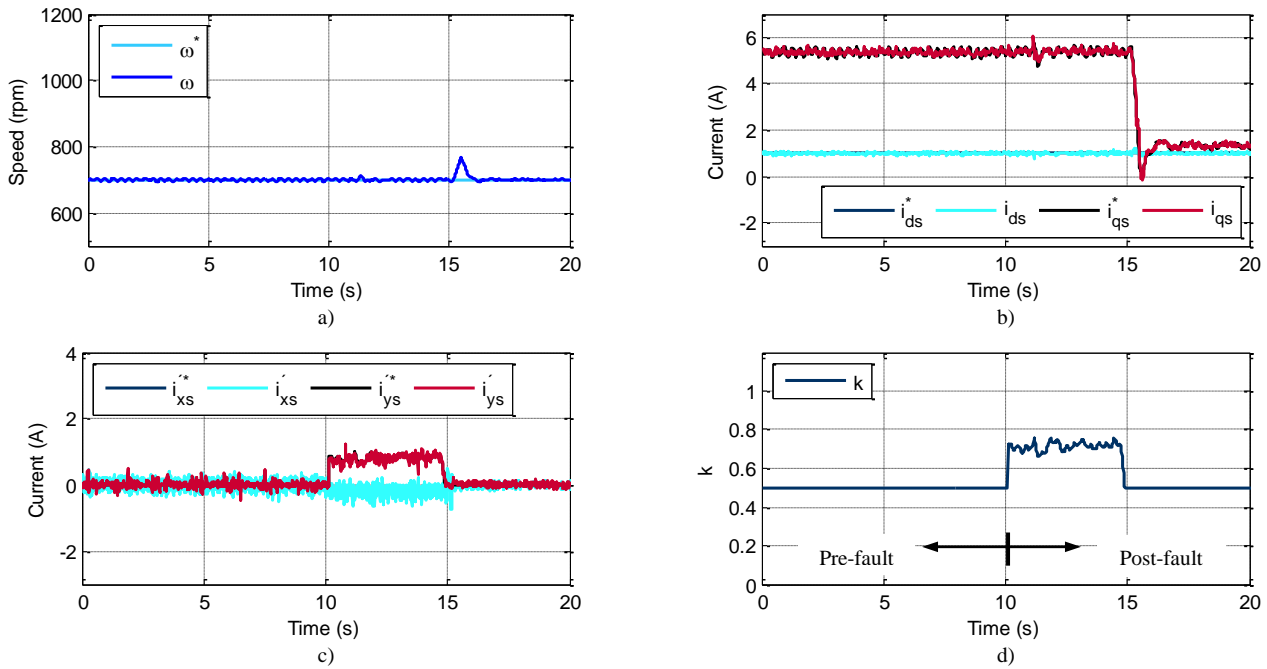 1200
1000
800
600
Speed (rpm)
ω*
ω
0 5 10 15 20
Time (s)
a)
6
4
2
0
-2
Current (A)
i*ds ids i*qs iqs
0 5 10 15 20
Time (s)
b)
4
2
0
-2
Current (A)
i´*xs i´xs i´*ys i´ys
0 5 10 15 20
Time (s)
c)
1
0.8
0.6
0.4
0.2
0
k
k
Pre-fault Post-fault
0 5 10 15 20
Time (s)
d)